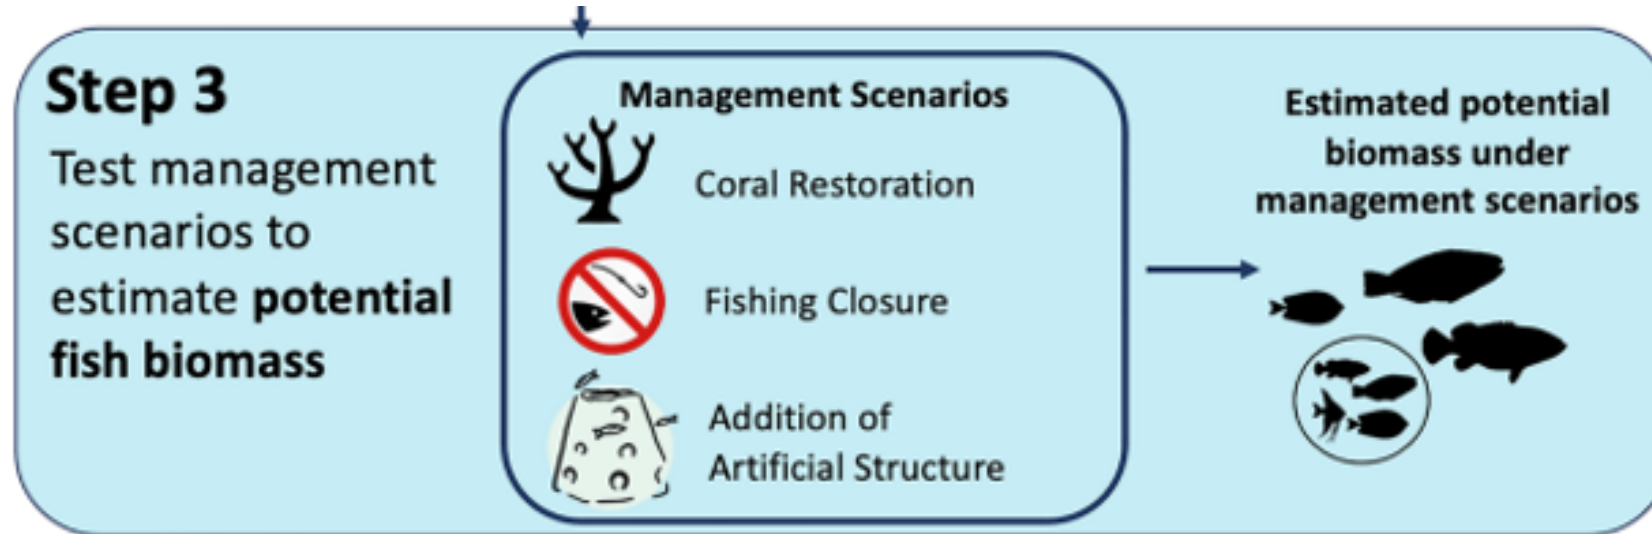 Step 3
Test management
scenarios to
estimate potential
fish biomass
Management Scenarios
Coral Restoration
Fishing Closure
Addition of
Artificial Structure
Estimated potential
biomass under
management scenarios